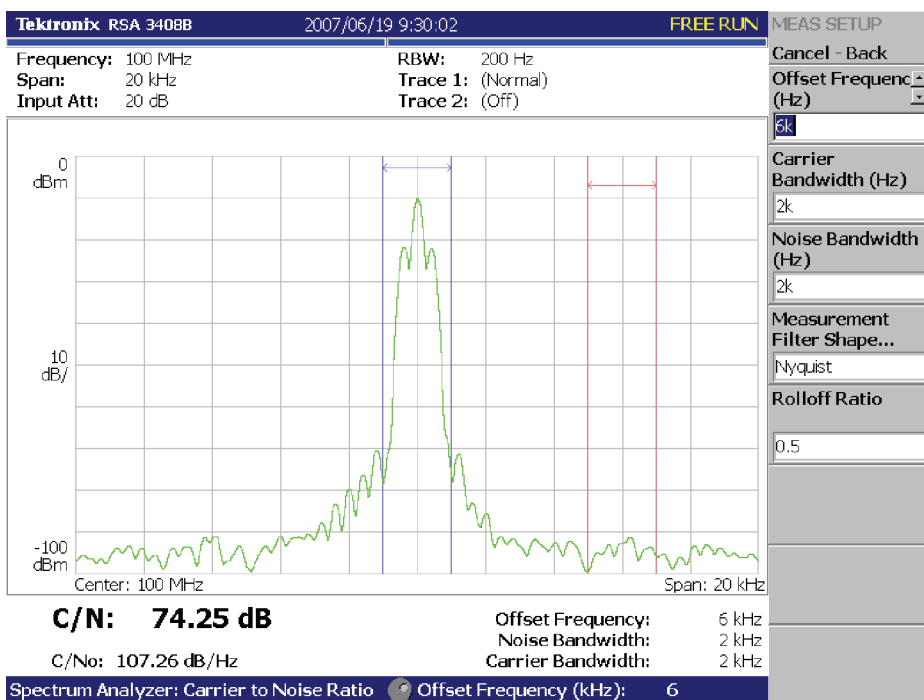 Tektronix RSA 3408B 2007/06/19 9:30:02 FREE RUN
MEAS SETUP
Frequency: 100 MHz RBW: 200 Hz
Span: 20 kHz Trace 1: (Normal)
Input Att: 20 dB Trace 2: (Off)
Cancel - Back
Offset Frequenc
(Hz)
6k
Carrier
Bandwidth (Hz)
2k
Noise Bandwidth
(Hz)
2k
Measurement
Filter Shape...
Nyquist
Rolloff Ratio
0.5
0
dBm
10
dB/
-100
dBm
Center: 100 MHz Span: 20 kHz
C/N: 74.25 dB
C/No: 107.26 dB/Hz
Offset Frequency: 6 kHz
Noise Bandwidth: 2 kHz
Carrier Bandwidth: 2 kHz
Spectrum Analyzer: Carrier to Noise Ratio Offset Frequency (kHz): 6